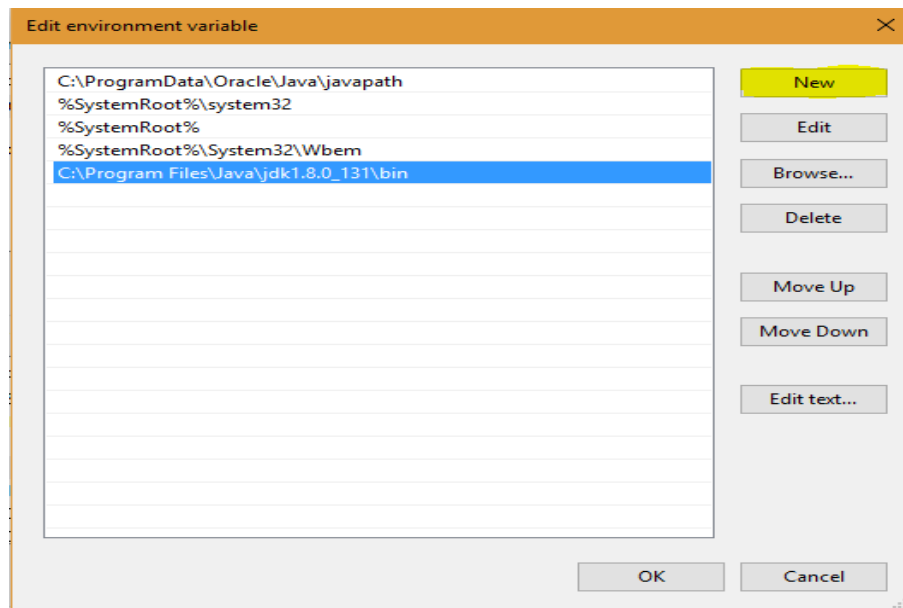 Edit environment variable
C:\ProgramData\Oracle\Java\javapath
%SystemRoot%\system32
%SystemRoot%
%SystemRoot%\System32\Wbem
C:\Program Files\Java\jdk1.8.0_131\bin
New
Edit
Browse...
Delete
Move Up
Move Down
Edit text...
OK
Cancel